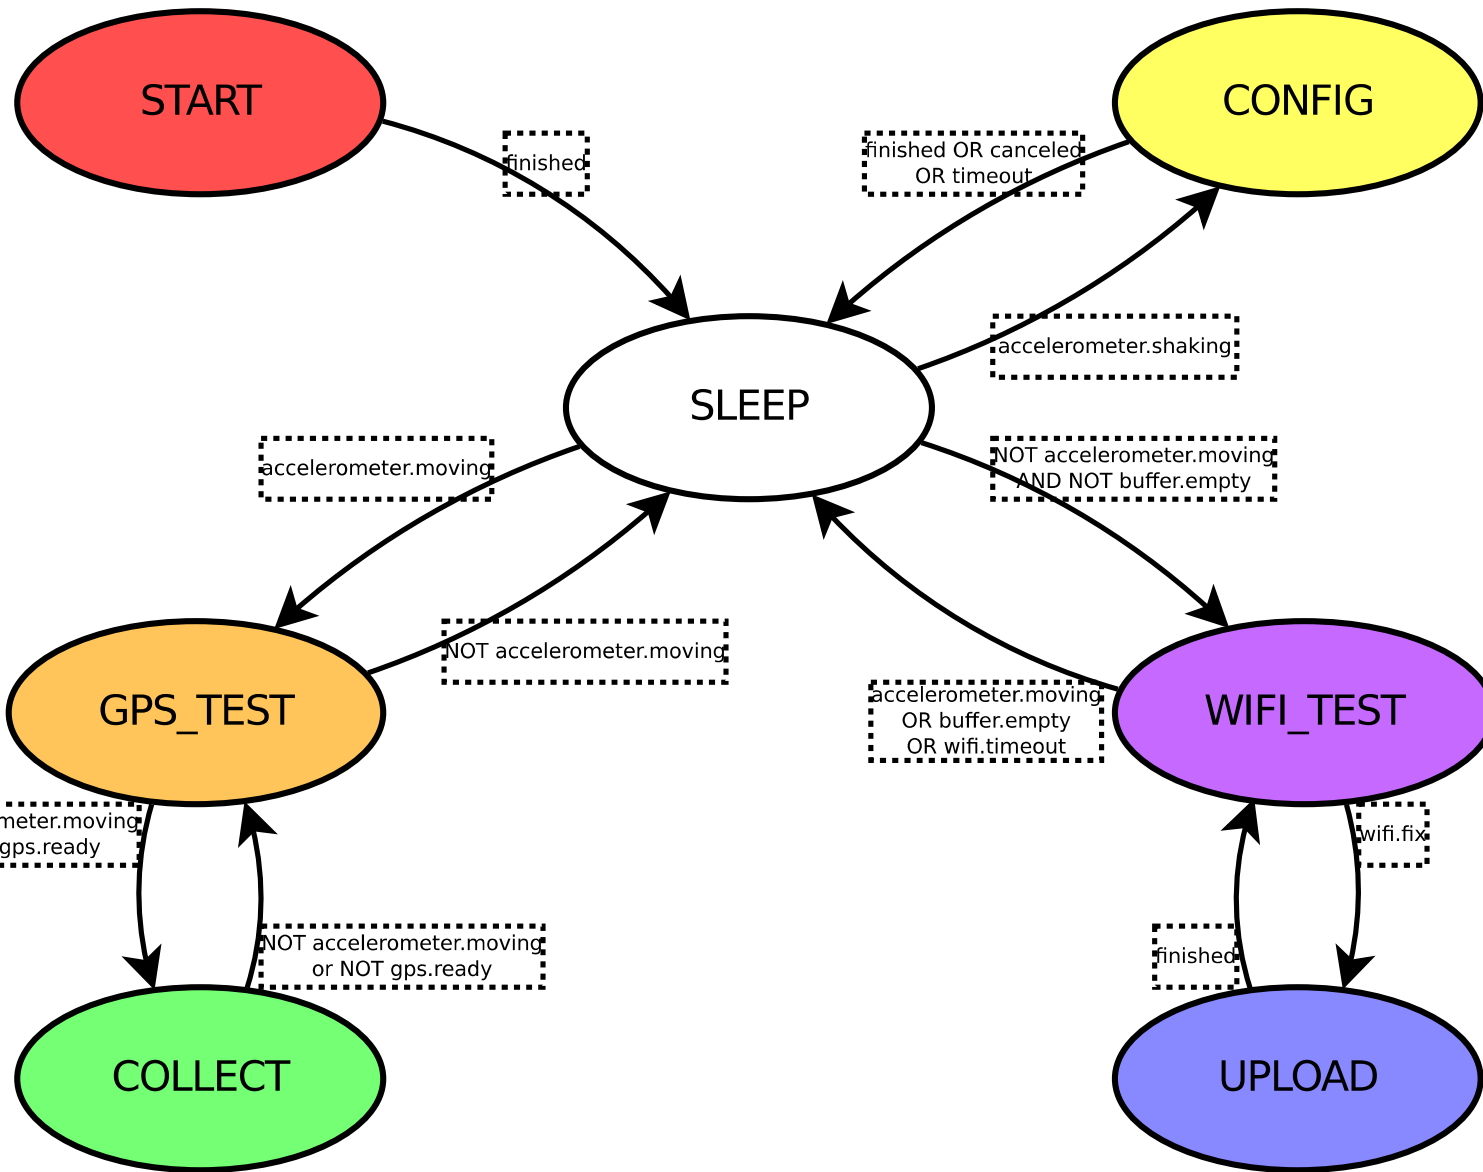 START
CONFIG
finished
finished OR canceled
OR timeout
accelerometer.shaking
SLEEP
accelerometer.moving
NOT accelerometer.moving
AND NOT buffer.empty
NOT accelerometer.moving
accelerometer.moving
OR buffer.empty
OR wifi.timeout
GPS_TEST
WIFI_TEST
meter.moving
gps.ready
wifi.fix
NOT accelerometer.moving
or NOT gps.ready
finished
COLLECT
UPLOAD